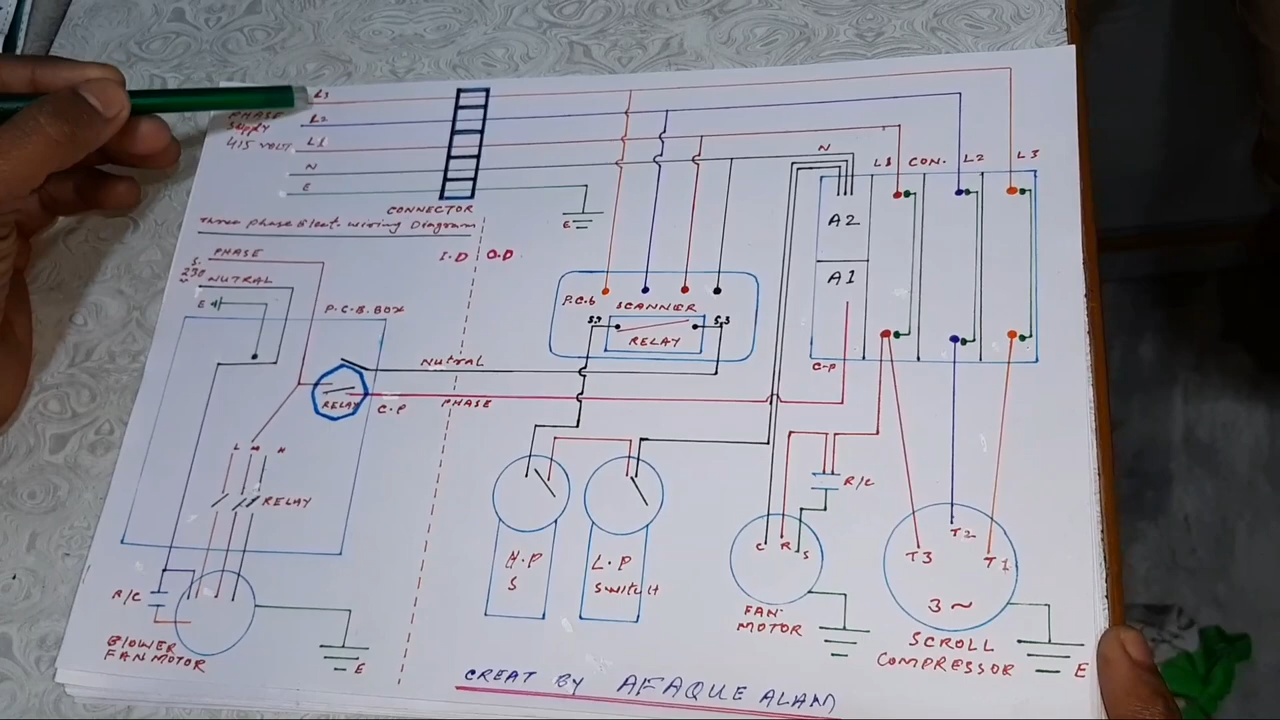 L3
PHASE
Supply
L2
415 VOLT
L1
N
E
CONNECTOR
Three phase Elect. wiring Diagram
I.D
O.D
E
N
L1
CON.
L2
L3
A2
A1
C-P
P.C.b
SCANNER
RELAY
S.
PHASE
230
NUTRAL
E
P.C.B. BOX
Nutral
RELAY
C.P
PHASE
L
M
H
RELAY
R/C
BLOWER
FAN MOTOR
E
H.P
S
L.P
SwitcH
R/C
C
R
S
FAN-
MOTOR
T3
T2
T1
3 ~
SCROLL
COMPRESSOR
E
CREAT BY AFAQUE ALAM